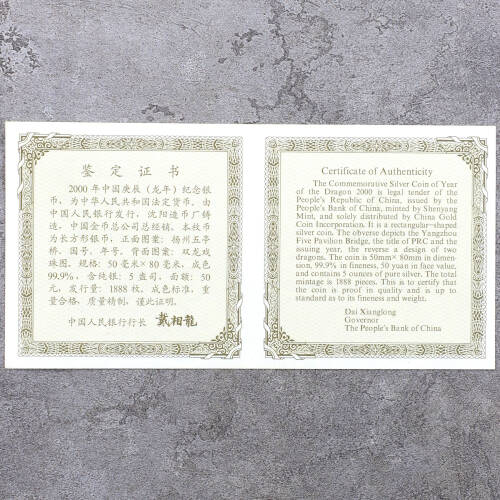 鉴定证书
2000年中国庚辰（龙年）纪念银
币，为中华人民共和国法定货币。由
中国人民银行发行，沈阳造币厂铸
造，中国金币总公司总经销。本枚币
为长方形银币，正面图案：扬州五亭
桥、国号、年号。背面图案：双龙戏
珠图。规格：50毫米×80毫米，成色
99.9%，含纯银：5盎司，面额：50
元，发行量：1888枚。成色标准，重
量合格，质量精制，谨此证明。
中国人民银行行长 戴相龍
Certificate of Authenticity
The Commemorative Silver Coin of Year
of the Dragon 2000 is legal tender of the
People's Republic of China, issued by the
People's Bank of China, minted by Shenyang
Mint, and solely distributed by China Gold
Coin Incorporation. It is a rectangular–shaped
silver coin. The obverse depicts the Yangzhou
Five Pavilion Bridge, the title of PRC and the
issuing year, the reverse a design of two
dragons. The coin is 50mm× 80mm in dimen-
sion, 99.9% in fineness, 50 yuan in face value,
and contains 5 ounces of pure silver. The total
mintage is 1888 pieces. This is to certify that
the coin is proof in quality and is up to
standard as to its fineness and weight.
Dai Xianglong
Governor
The People's Bank of China